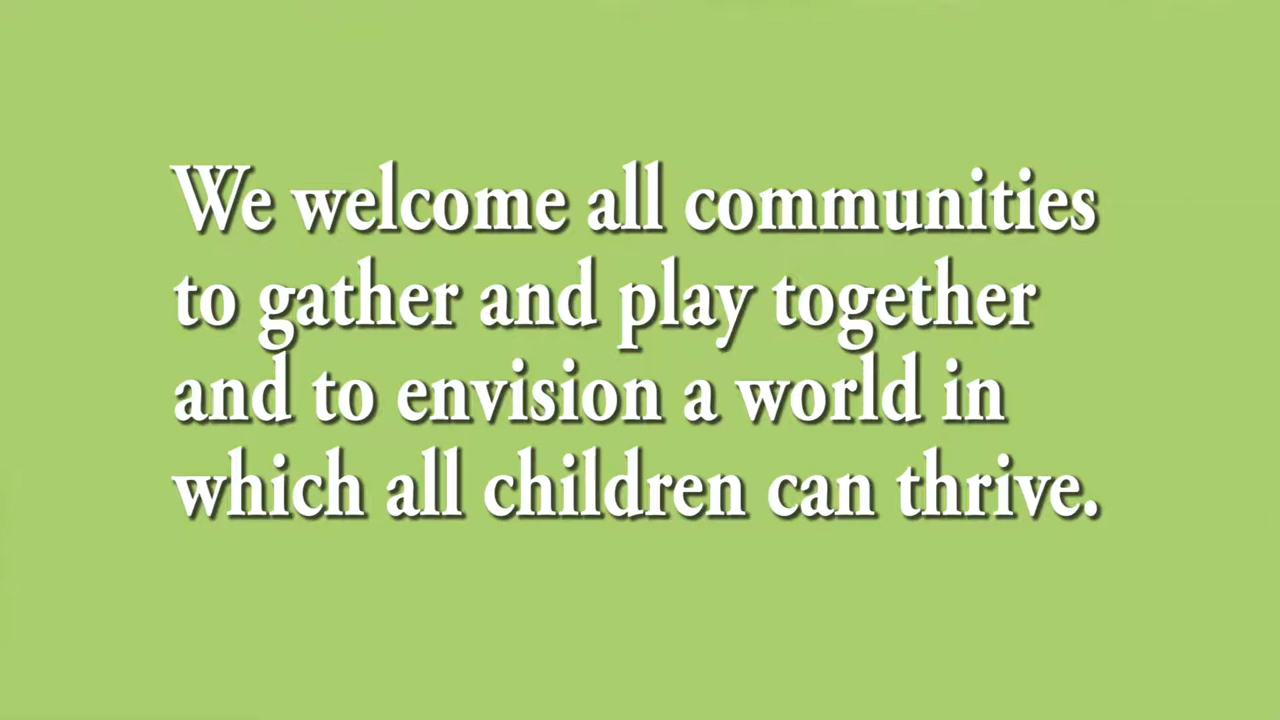 We welcome all communities
to gather and play together
and to envision a world in
which all children can thrive.